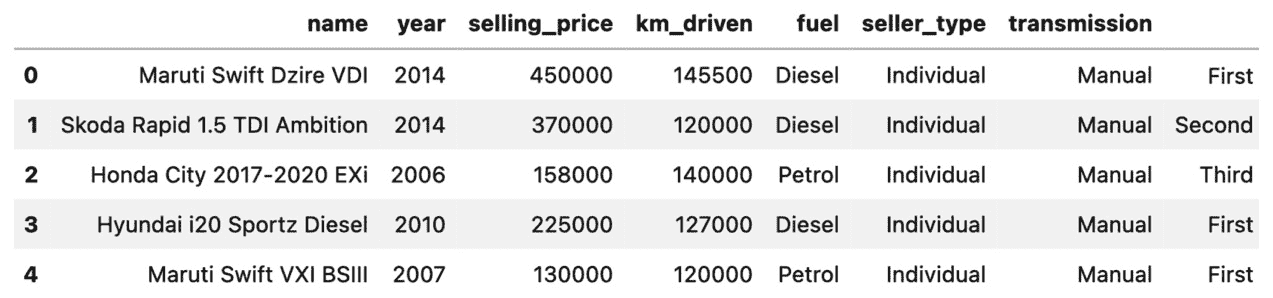 name year selling_price km_driven fuel seller_type transmission
0 Maruti Swift Dzire VDI 2014 450000 145500 Diesel Individual Manual First
1 Skoda Rapid 1.5 TDI Ambition 2014 370000 120000 Diesel Individual Manual Second
2 Honda City 2017-2020 EXi 2006 158000 140000 Petrol Individual Manual Third
3 Hyundai i20 Sportz Diesel 2010 225000 127000 Diesel Individual Manual First
4 Maruti Swift VXI BSIII 2007 130000 120000 Petrol Individual Manual First